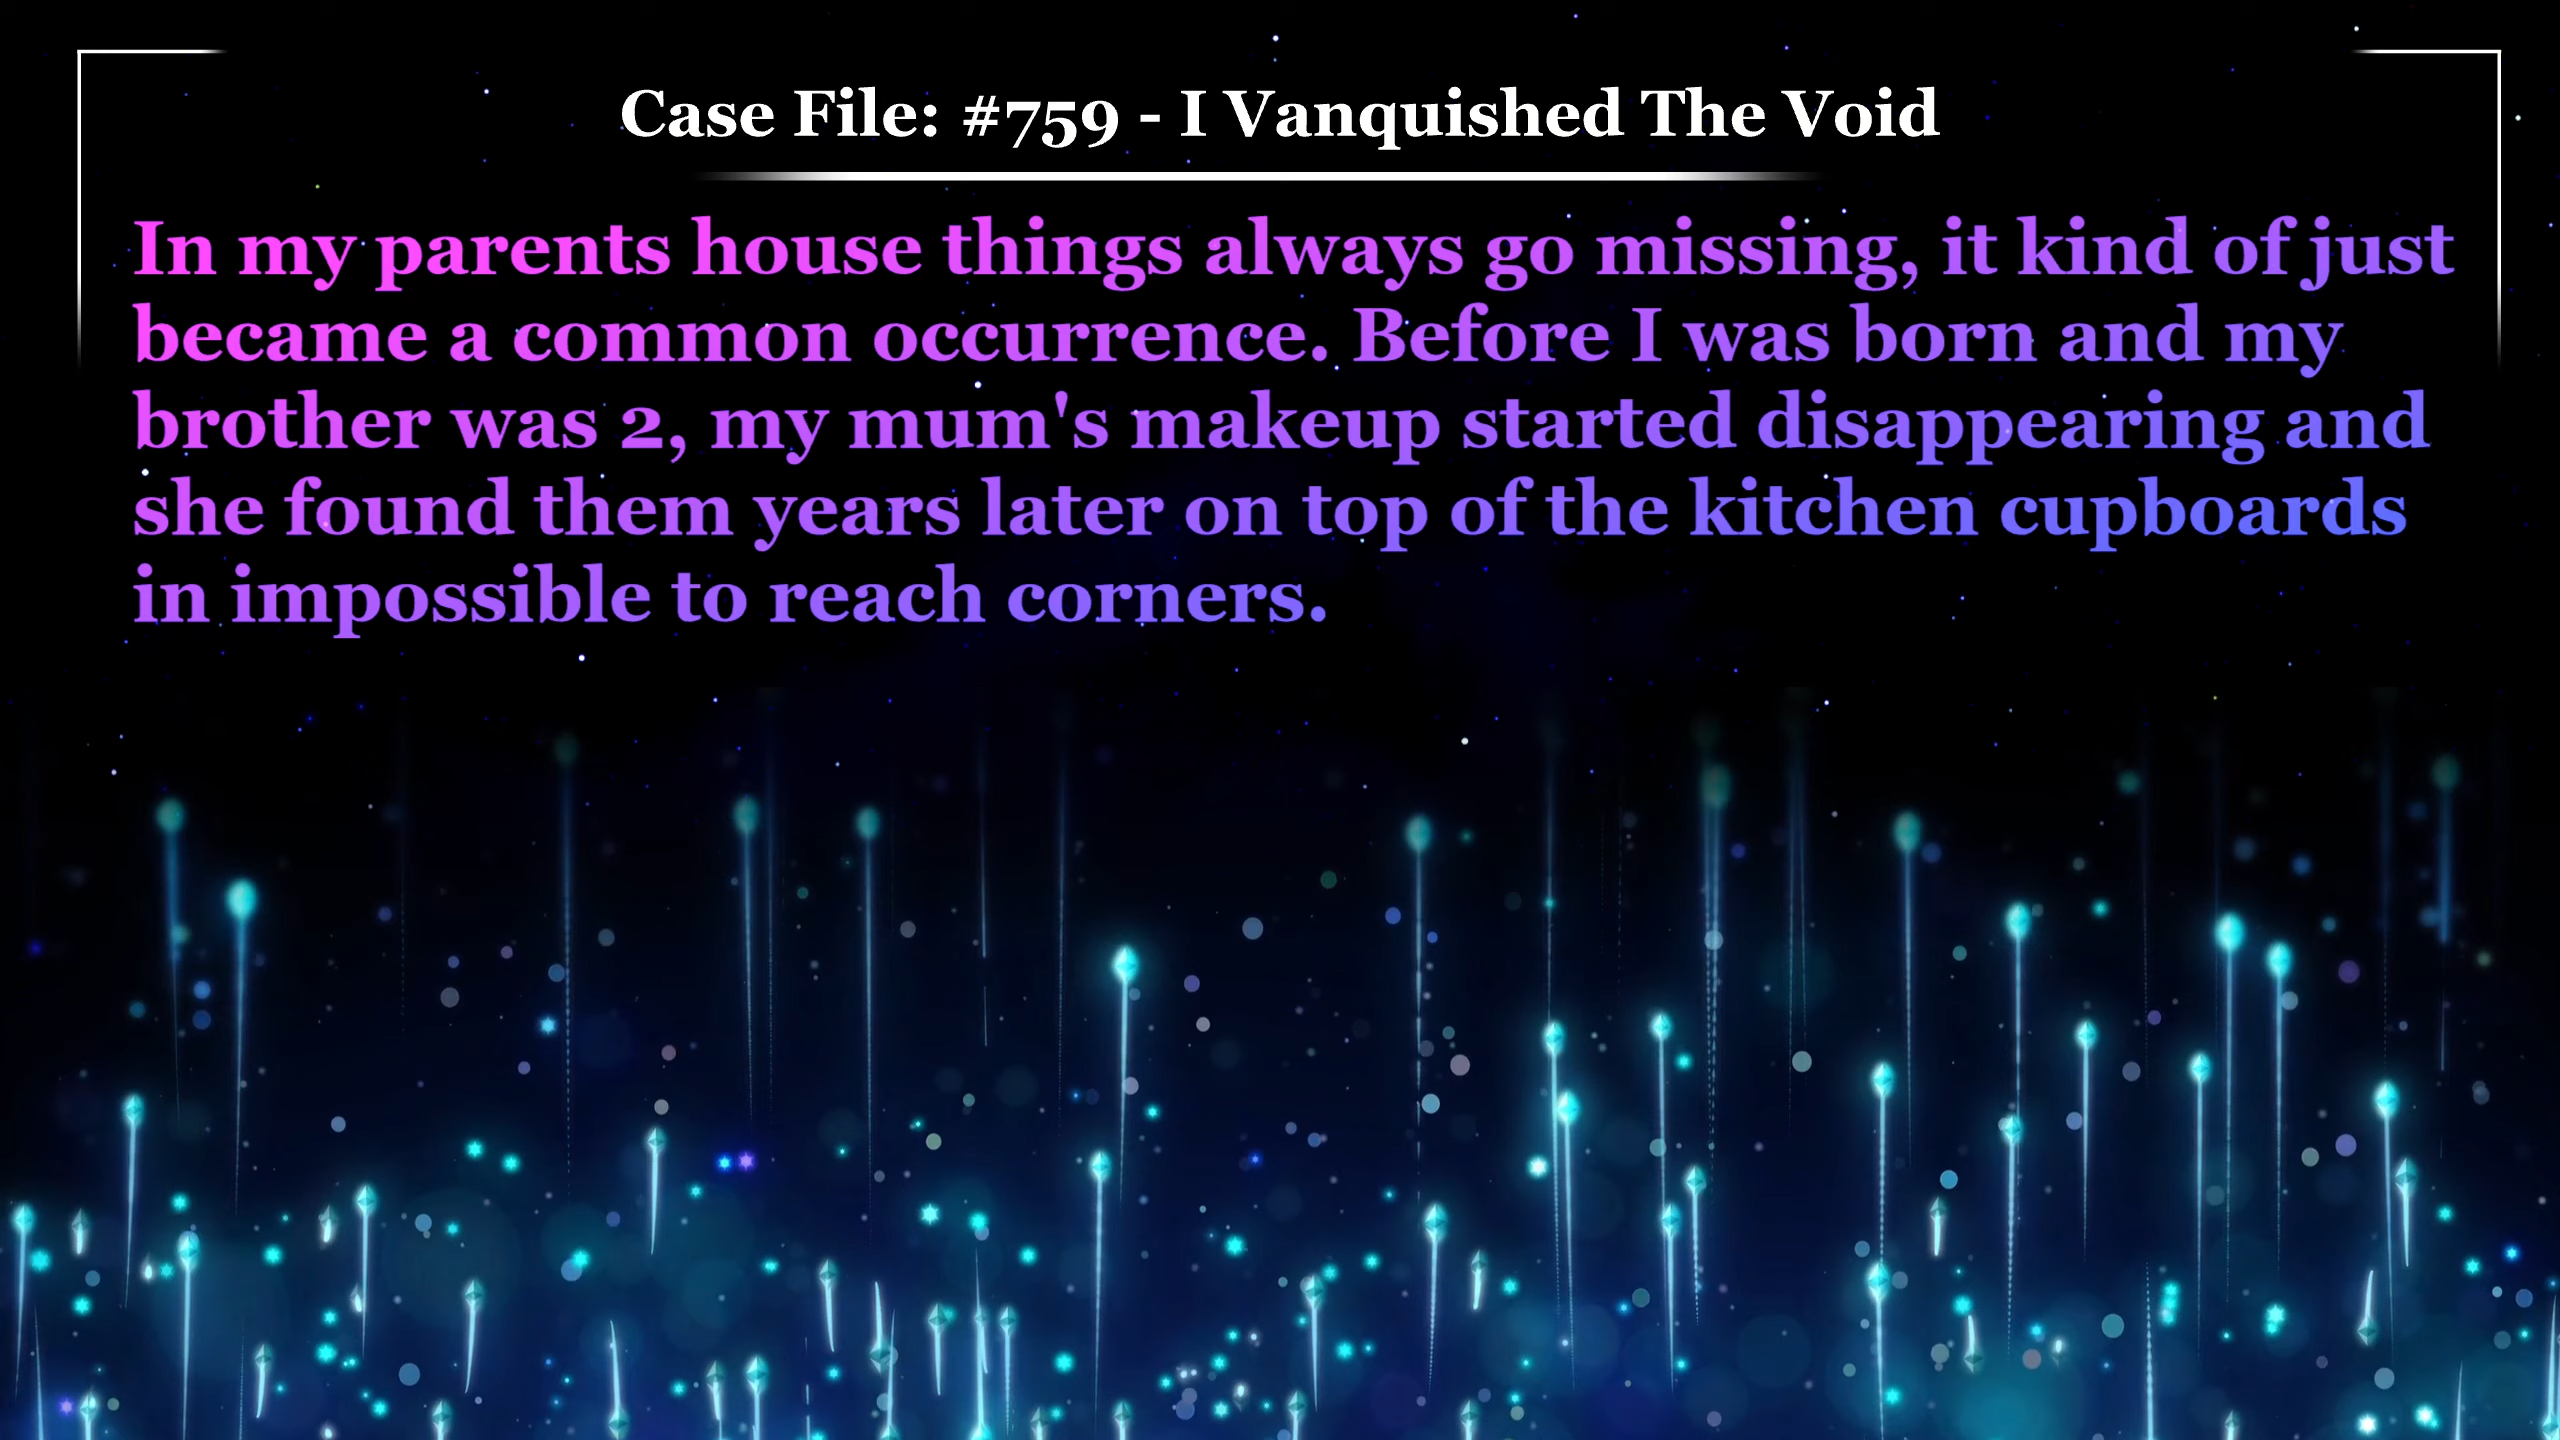 Case File: #759 - I Vanquished The Void
In my parents house things always go missing, it kind of just
became a common occurrence. Before I was born and my
brother was 2, my mum's makeup started disappearing and
she found them years later on top of the kitchen cupboards
in impossible to reach corners.